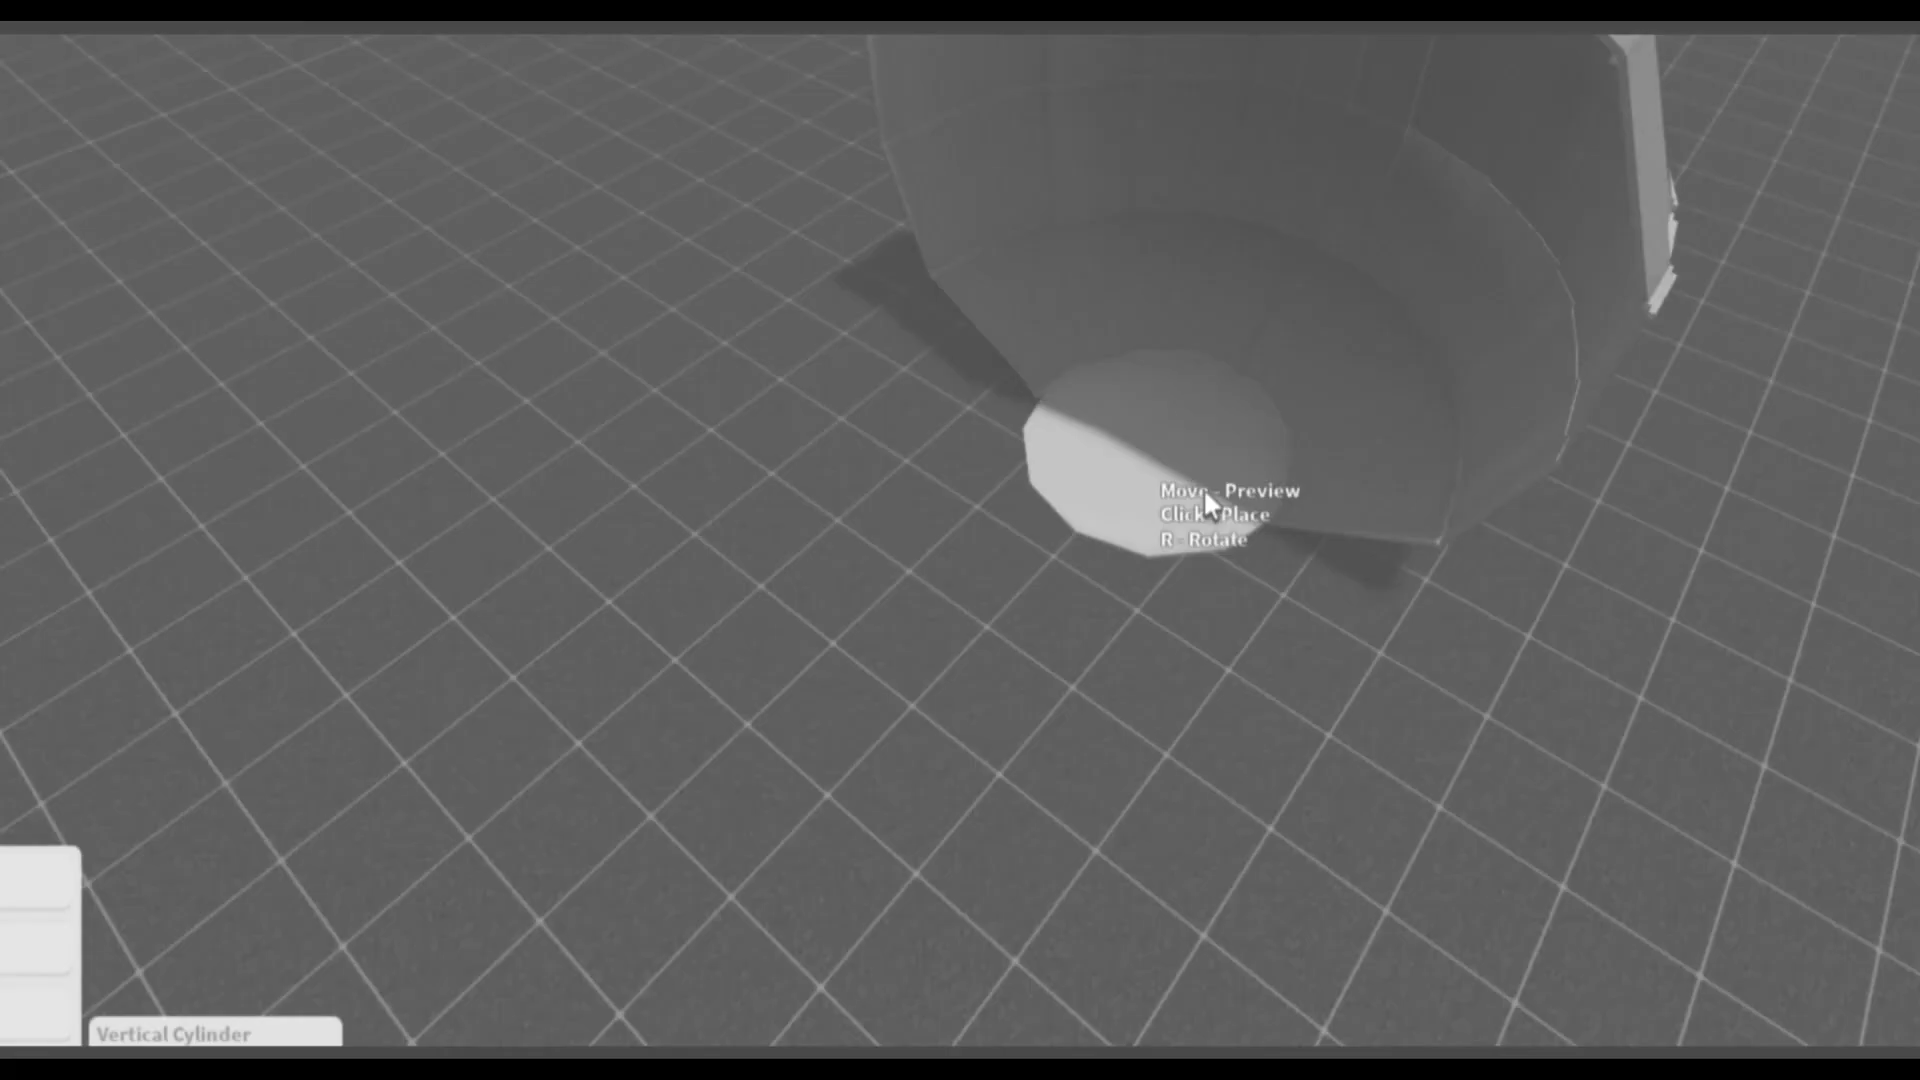 Move - Preview
Click - Place
R - Rotate
Vertical Cylinder